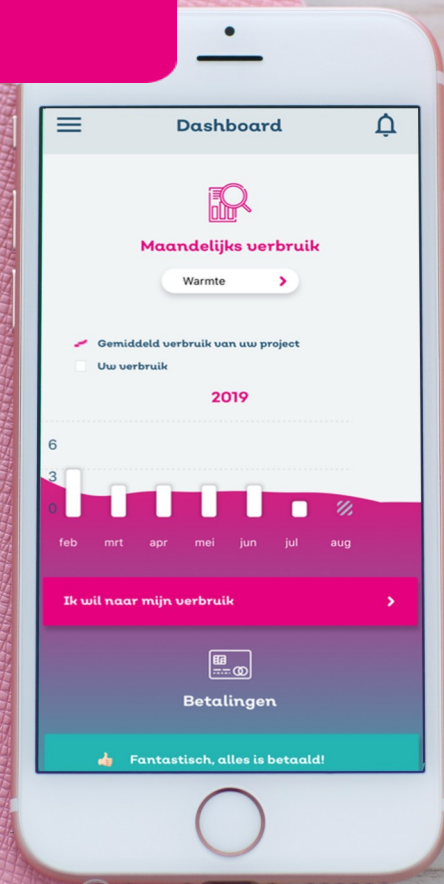 Dashboard
Maandelijks verbruik
Warmte
Gemiddeld verbruik van uw project
Uw verbruik
2019
6
3
0
feb mrt apr mei jun jul aug
Ik wil naar mijn verbruik
Betalingen
Fantastisch, alles is betaald!